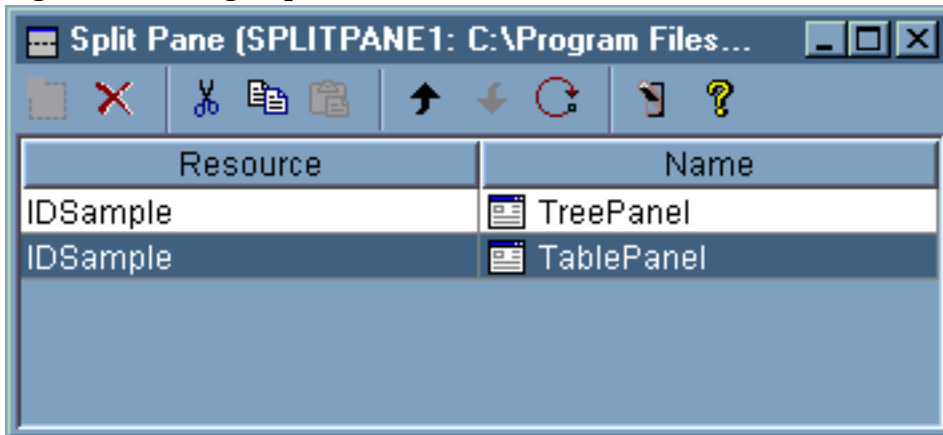 Split Pane (SPLITPANE1: C:\Program Files...
Resource Name
IDSample TreePanel
IDSample TablePanel